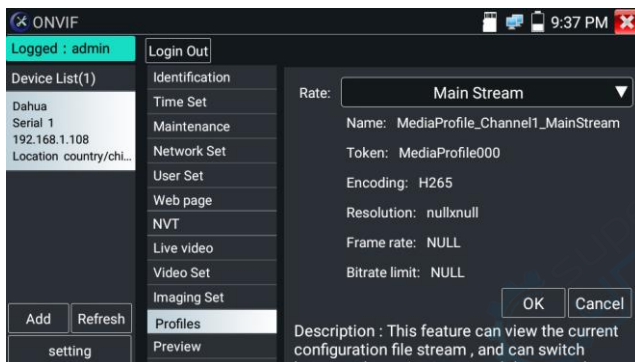 ONVIF
9:37 PM
Logged : admin
Login Out
Device List(1)
Dahua
Serial 1
192.168.1.108
Location country/chi...
Add
Refresh
setting
Identification
Time Set
Maintenance
Network Set
User Set
Web page
NVT
Live video
Video Set
Imaging Set
Profiles
Preview
Rate:
Main Stream
Name: MediaProfile_Channel1_MainStream
Token: MediaProfile000
Encoding: H265
Resolution: nullxnull
Frame rate: NULL
Bitrate limit: NULL
OK
Cancel
Description : This feature can view the current
configuration file stream , and can switch